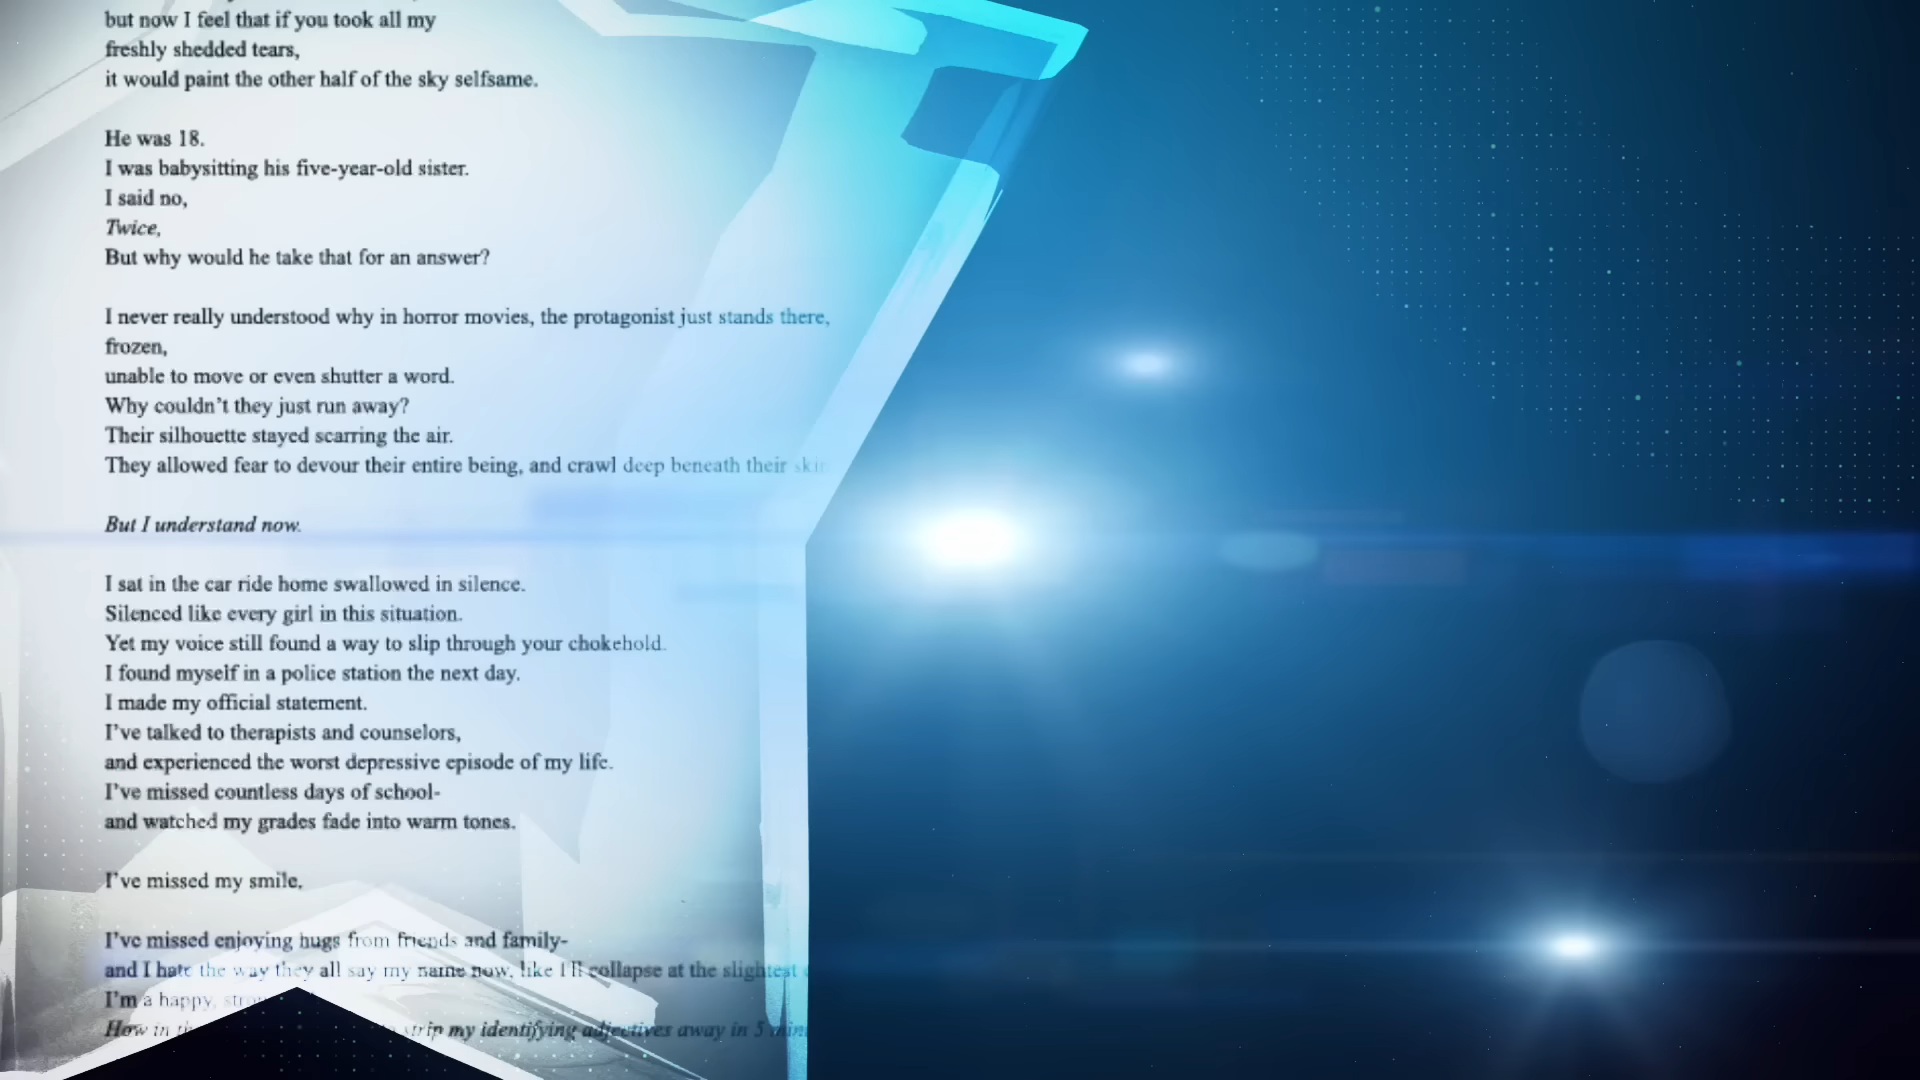 but now I feel that if you took all my
freshly shedded tears,
it would paint the other half of the sky selfsame.
He was 18.
I was babysitting his five-year-old sister.
I said no,
Twice,
But why would he take that for an answer?
I never really understood why in horror movies, the protagonist just stands there,
frozen,
unable to move or even shutter a word.
Why couldn't they just run away?
Their silhouette stayed scarring the air.
They allowed fear to devour their entire being, and crawl deep beneath their skin
But I understand now.
I sat in the car ride home swallowed in silence.
Silenced like every girl in this situation.
Yet my voice still found a way to slip through your chokehold.
I found myself in a police station the next day.
I made my official statement.
I've talked to therapists and counselors,
and experienced the worst depressive episode of my life.
I've missed countless days of school-
and watched my grades fade into warm tones.
I've missed my smile,
I've missed enjoying hugs from friends and family-
and I hate the way they all say my name now, like I'll collapse at the slightest
I'm a happy,
How in strip my identifying adjectives away in 5